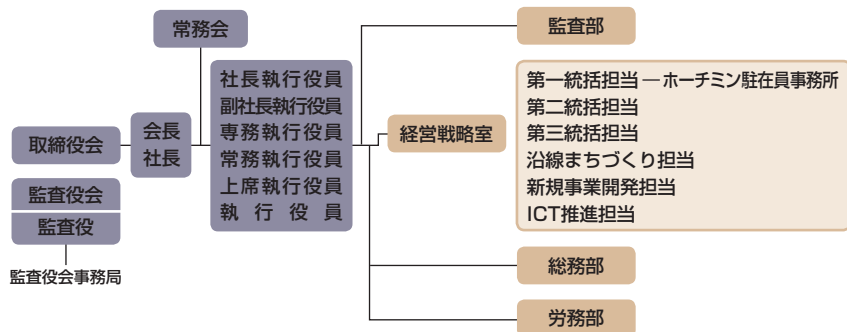 常務会
監査部
社長執行役員
副社長執行役員
専務執行役員
常務執行役員
上席執行役員
執行役員
第一統括担当 ― ホーチミン駐在員事務所
第二統括担当
第三統括担当
沿線まちづくり担当
新規事業開発担当
ICT推進担当
経営戦略室
取締役会
会長
社長
監査役会
監査役
監査役会事務局
総務部
労務部